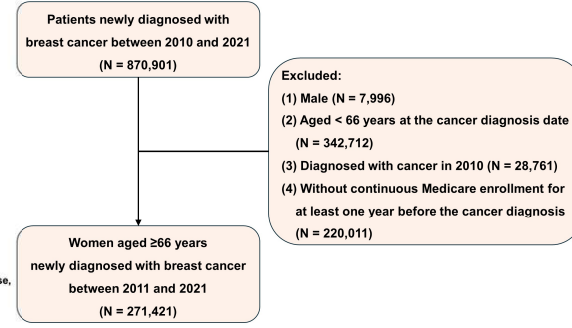 Patients newly diagnosed with
breast cancer between 2010 and 2021
(N = 870,901)
Excluded:
(1) Male (N = 7,996)
(2) Aged < 66 years at the cancer diagnosis date
(N = 342,712)
(3) Diagnosed with cancer in 2010 (N = 28,761)
(4) Without continuous Medicare enrollment for
at least one year before the cancer diagnosis
(N = 220,011)
Women aged ≥66 years
newly diagnosed with breast cancer
between 2011 and 2021
(N = 271,421)